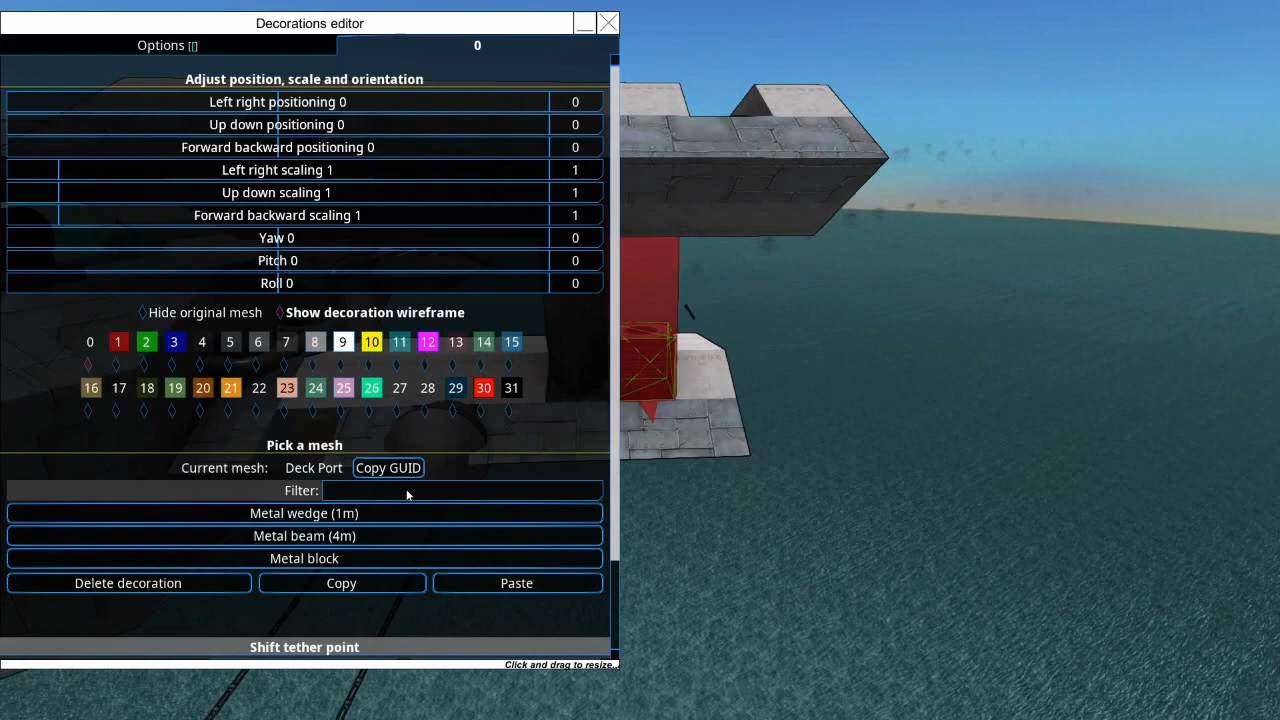 Decorations editor
Options [[] 0
Adjust position, scale and orientation
Left right positioning 0 0
Up down positioning 0 0
Forward backward positioning 0 0
Left right scaling 1 1
Up down scaling 1 1
Forward backward scaling 1 1
Yaw 0 0
Pitch 0 0
Roll 0 0
Hide original mesh Show decoration wireframe
0 1 2 3 4 5 6 7 8 9 10 11 12 13 14 15
16 17 18 19 20 21 22 23 24 25 26 27 28 29 30 31
Pick a mesh
Current mesh: Deck Port Copy GUID
Filter:
Metal wedge (1m)
Metal beam (4m)
Metal block
Delete decoration Copy Paste
Shift tether point
Click and drag to resize..